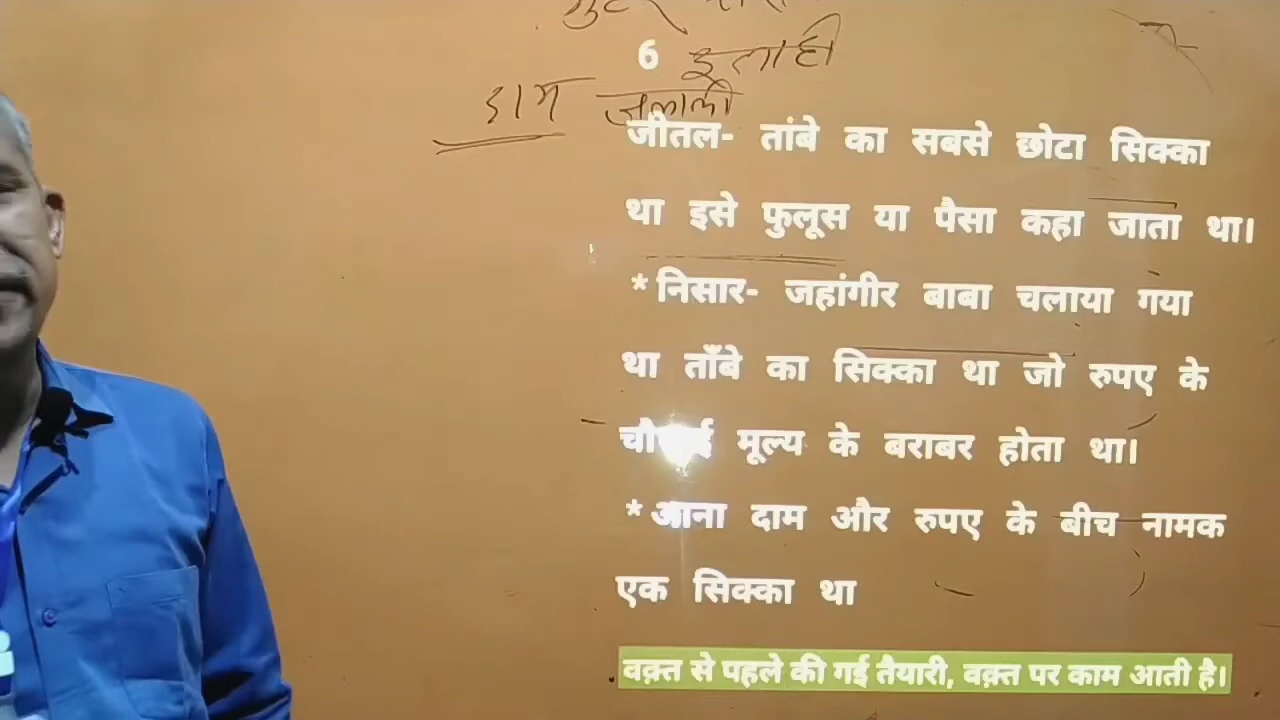 6 इलाही
दाम जलाली
जीतल- तांबे का सबसे छोटा सिक्का
था इसे फुलूस या पैसा कहा जाता था।
* निसार- जहांगीर बाबा चलाया गया
था ताँबे का सिक्का था जो रुपए के
मूल्य के बराबर होता था।
* आना दाम और रुपए के बीच नामक
एक सिक्का था
वक़्त से पहले की गई तैयारी, वक़्त पर काम आती है।